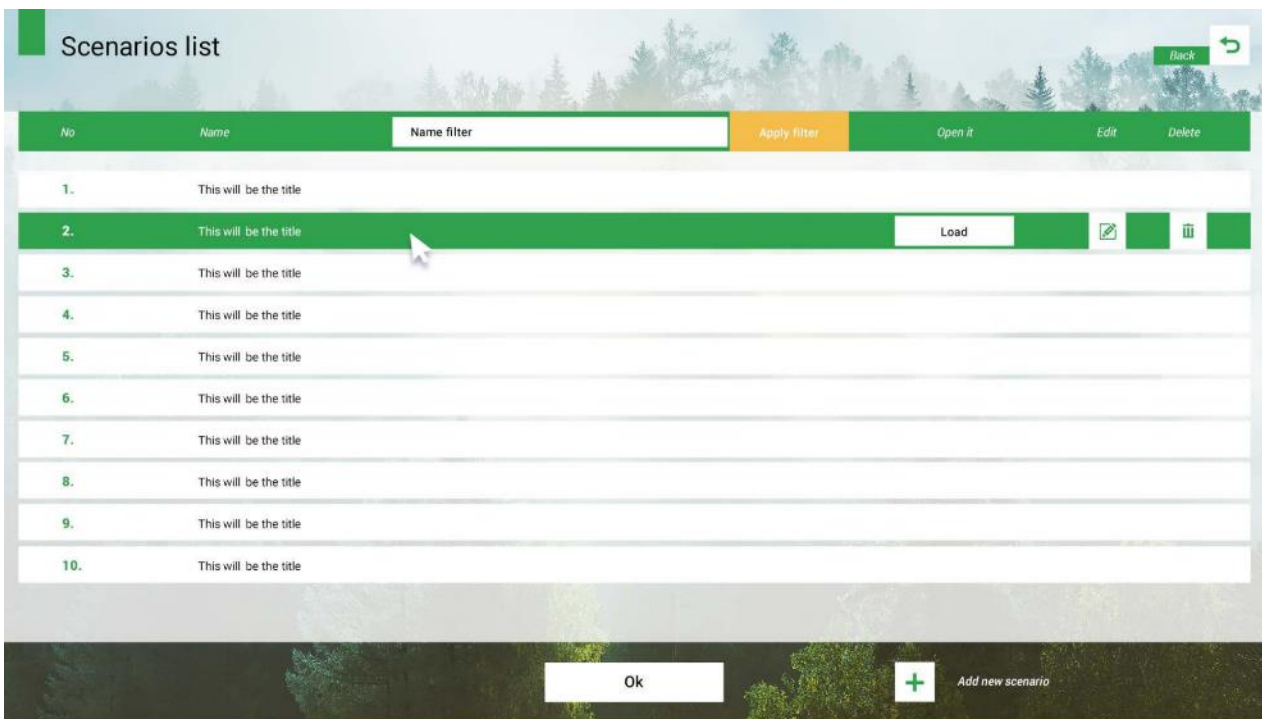 Scenarios list
Back
No Name Name filter Apply filter Open it Edit Delete
1. This will be the title
2. This will be the title Load
3. This will be the title
4. This will be the title
5. This will be the title
6. This will be the title
7. This will be the title
8. This will be the title
9. This will be the title
10. This will be the title
Ok Add new scenario